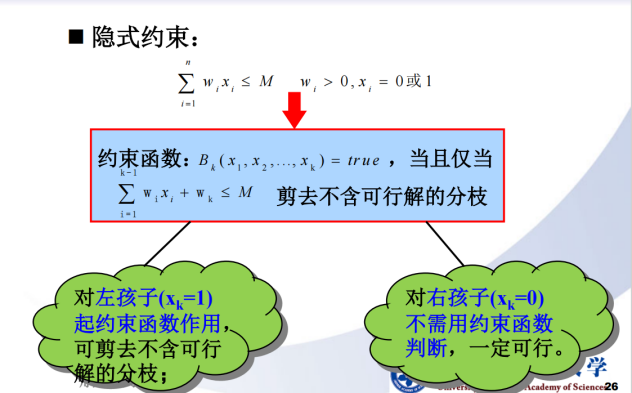 ■ 隐式约束：
n
∑ w_i x_i ≤ M    w_i > 0, x_i = 0或1
i=1
约束函数：B_k(x_1, x_2, ..., x_k) = true ，当且仅当
k-1
∑ w_i x_i + w_k ≤ M 剪去不含可行解的分枝
i=1
对左孩子(x_k=1)
起约束函数作用，
可剪去不含可行
解的分枝；
对右孩子(x_k=0)
不需用约束函数
判断，一定可行。
大学
Academy of Sciences
26